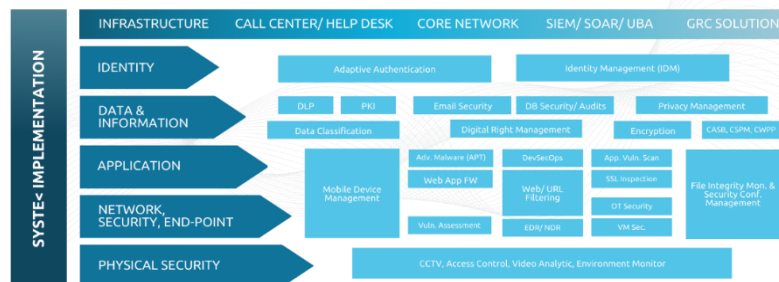 SYSTE< IMPLEMENTATION
INFRASTRUCTURE CALL CENTER/ HELP DESK CORE NETWORK SIEM/ SOAR/ UBA GRC SOLUTION
IDENTITY
Adaptive Authentication
Identity Management (IDM)
DATA &
INFORMATION
DLP PKI Email Security DB Security/ Audits Privacy Management
Data Classification Digital Right Management Encryption CASB, CSPM, CWPP
APPLICATION
NETWORK,
SECURITY, END-POINT
Mobile Device
Management
Adv. Malware (APT)
Web App FW
Vuln. Assessment
DevSecOps
Web/ URL
Filtering
EDR/ NDR
App. Vuln. Scan
SSL Inspection
OT Security
VM Sec.
File Integrity Mon. &
Security Conf.
Management
PHYSICAL SECURITY
CCTV, Access Control, Video Analytic, Environment Monitor